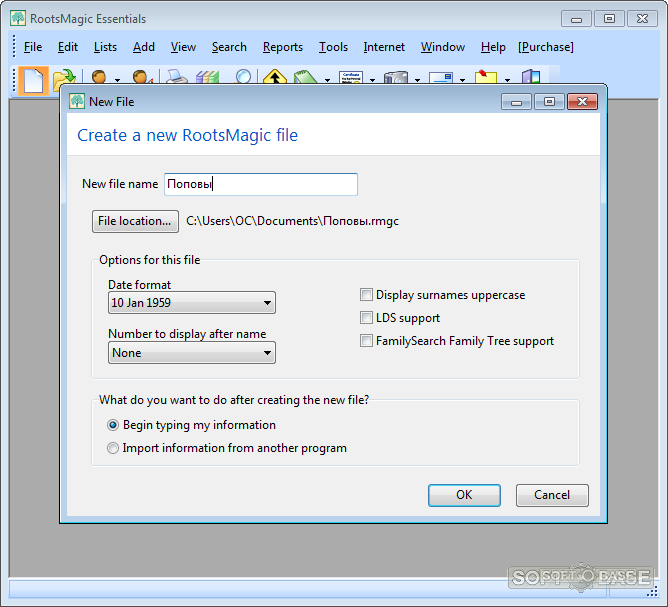 RootsMagic Essentials
File Edit Lists Add View Search Reports Tools Internet Window Help [Purchase]
New File
Create a new RootsMagic file
New file name Поповы
File location... C:\Users\ОС\Documents\Поповы.rmgc
Options for this file
Date format
10 Jan 1959
Display surnames uppercase
LDS support
Number to display after name
FamilySearch Family Tree support
None
What do you want to do after creating the new file?
Begin typing my information
Import information from another program
OK Cancel
SOFT BASE